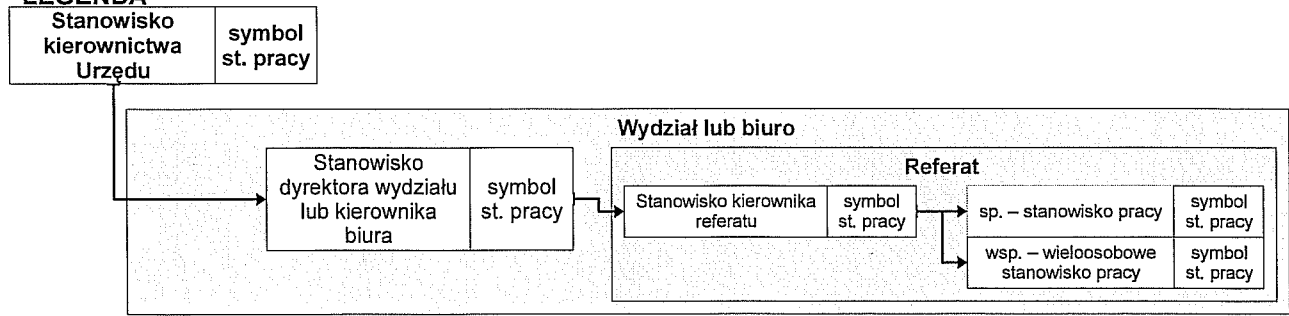 LEGENDA
Stanowisko
kierownictwa
Urzędu
symbol
st. pracy
Wydział lub biuro
Stanowisko
dyrektora wydziału
lub kierownika
biura
symbol
st. pracy
Referat
Stanowisko kierownika
referatu
symbol
st. pracy
sp. – stanowisko pracy
symbol
st. pracy
wsp. – wieloosobowe
stanowisko pracy
symbol
st. pracy